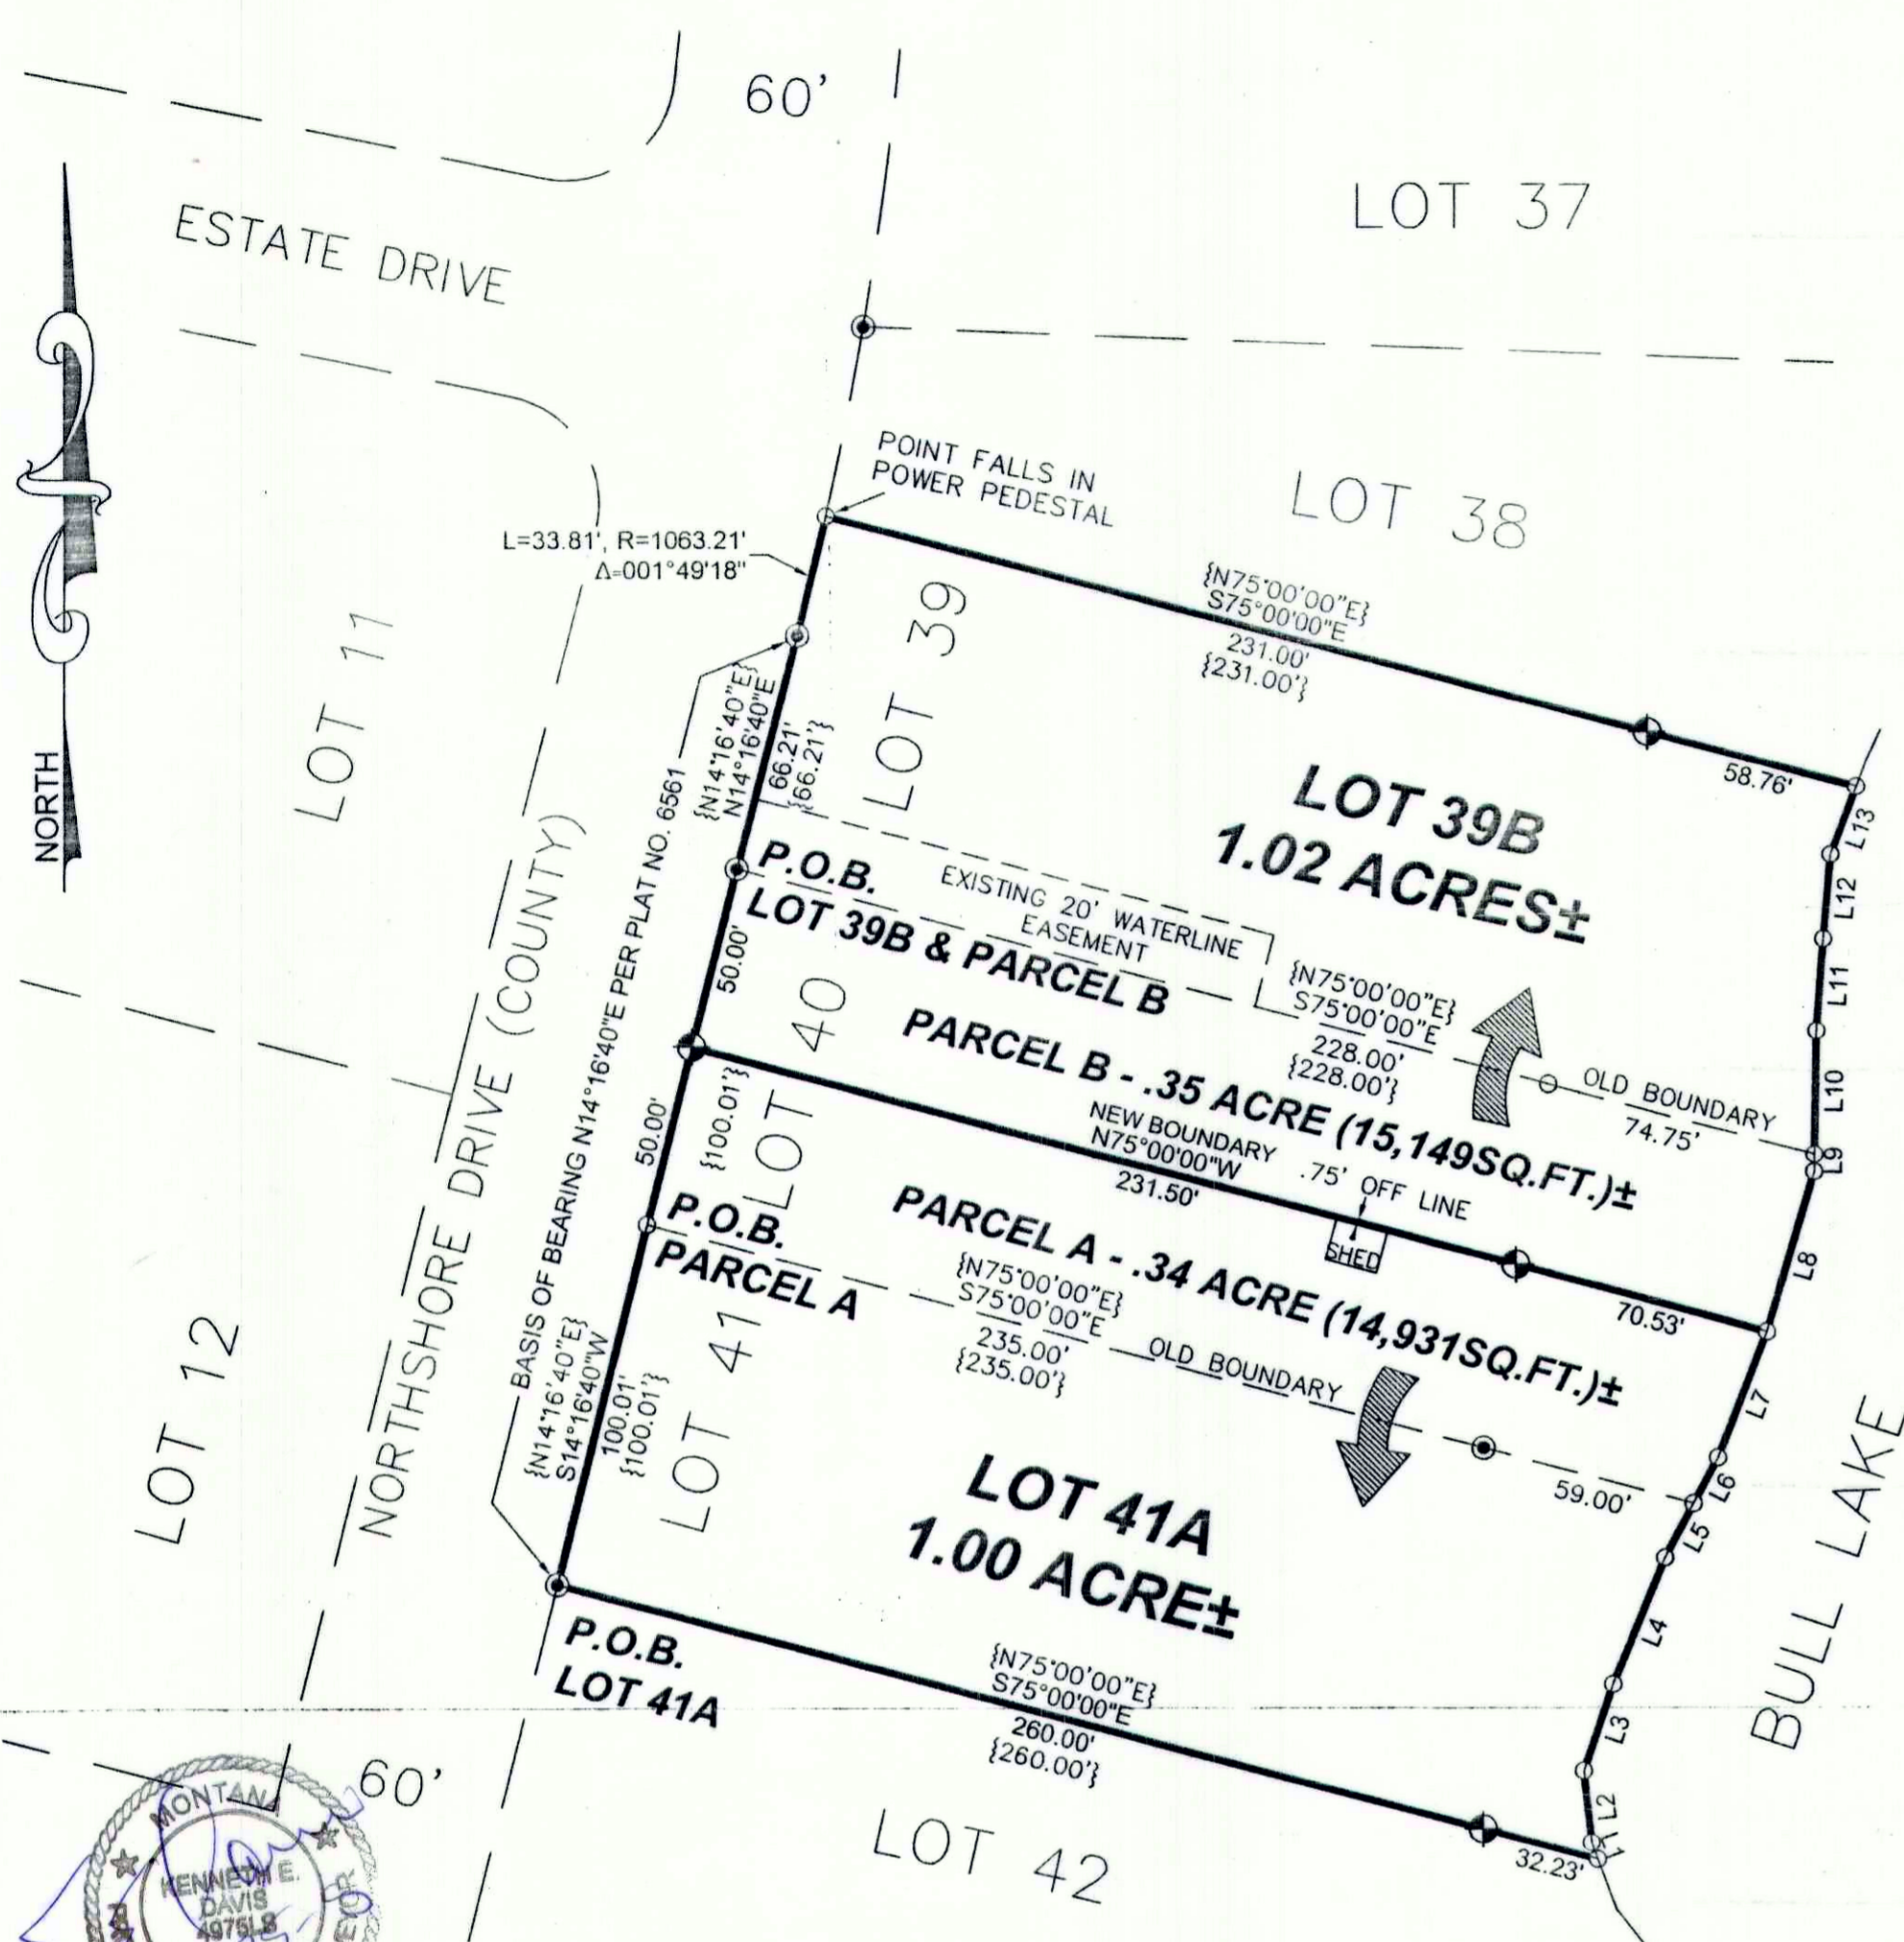 60'
LOT 37
ESTATE DRIVE
POINT FALLS IN
POWER PEDESTAL
LOT 38
L=33.81', R=1063.21'
Δ=001°49'18"
{N75°00'00"E}
S75°00'00"E
231.00'
{231.00'}
58.76'
LOT 39
LOT 11
NORTH
{N14°16'40"E}
N14°16'40"E
66.21'
{66.21'}
LOT 39B
1.02 ACRES±
L13
L12
L11
L10
L9
L8
L7
L6
L5
L4
L3
L2
L1
P.O.B.
LOT 39B & PARCEL B
EXISTING 20' WATERLINE
EASEMENT
{N75°00'00"E}
S75°00'00"E
228.00'
{228.00'}
OLD BOUNDARY
74.75'
50.00'
LOT 40
PARCEL B - .35 ACRE (15,149SQ.FT.)±
NEW BOUNDARY
N75°00'00"W
231.50'
.75' OFF LINE
SHED
70.53'
50.00'
{100.01'}
P.O.B.
PARCEL A
PARCEL A - .34 ACRE (14,931SQ.FT.)±
{N75°00'00"E}
S75°00'00"E
235.00'
{235.00'}
OLD BOUNDARY
59.00'
BASIS OF BEARING N14°16'40"E PER PLAT NO. 6561
NORTHSHORE DRIVE (COUNTY)
LOT 12
{N14°16'40"E}
S14°16'40"W
100.01'
{100.01'}
LOT 41
LOT 41A
1.00 ACRE±
BULL LAKE
P.O.B.
LOT 41A
{N75°00'00"E}
S75°00'00"E
260.00'
{260.00'}
32.23'
60'
LOT 42
MONTANA
KENNETH E.
DAVIS
4975LS